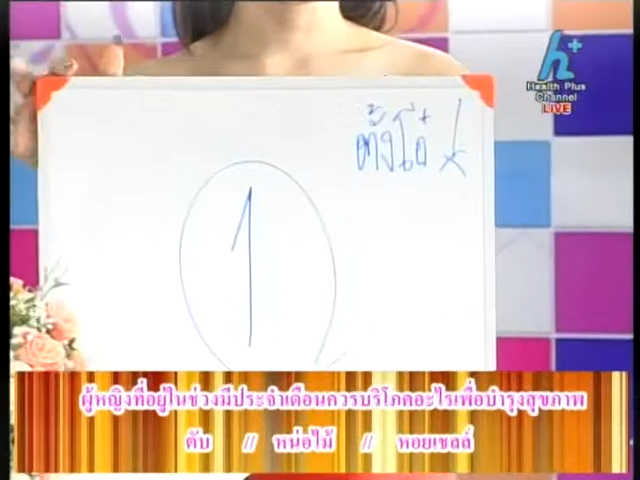 h+
Health Plus
Channel
LIVE
ตั้งโอ๋
1
ผู้หญิงที่อยู่ในช่วงมีประจำเดือนควรบริโภคอะไรเพื่อบำรุงสุขภาพ
ตับ // หน่อไม้ // หอยเชลล์